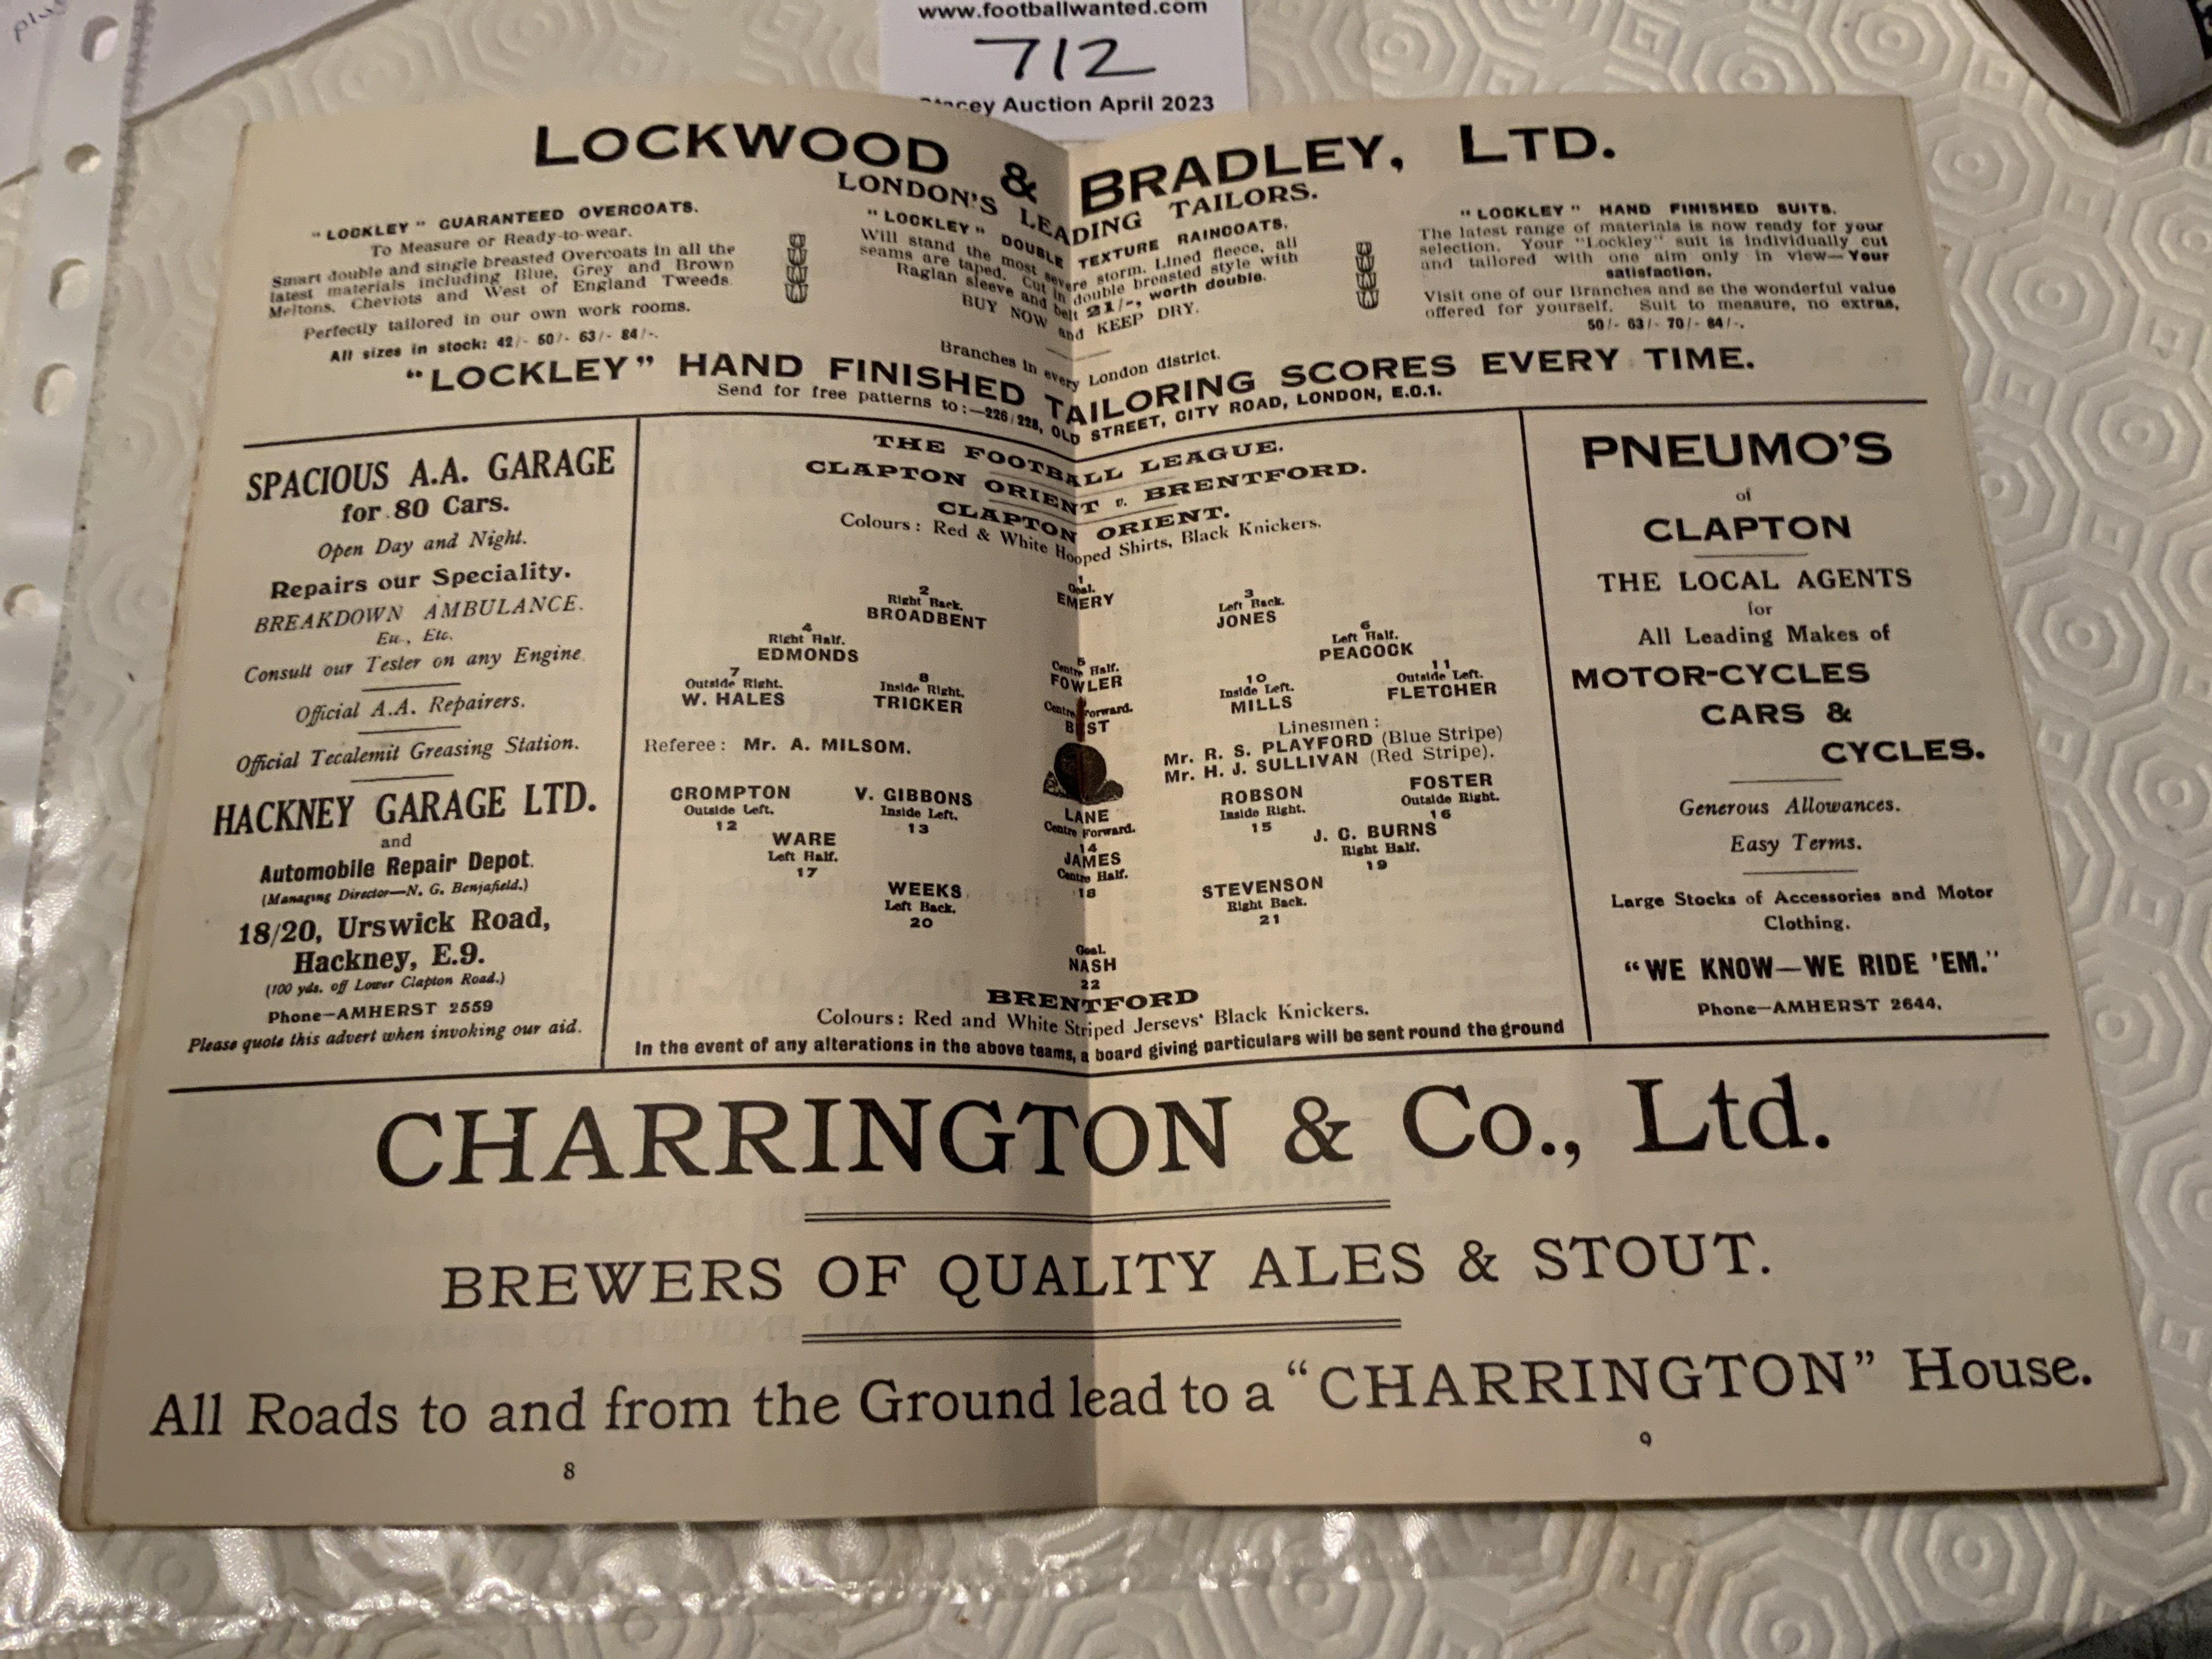 www.footballwanted.com
712
Stacey Auction April 2023
LOCKWOOD & BRADLEY, LTD.
LONDON'S LEADING TAILORS.
"LOCKLEY" GUARANTEED OVERCOATS.
To Measure or Ready-to-wear.
Smart double and single breasted Overcoats in all the
latest materials including Blue, Grey and Brown
Meltons, Cheviots and West of England Tweeds.
Perfectly tailored in our own work rooms.
All sizes in stock: 42/- 50/- 63/- 84/-.
"LOCKLEY" DOUBLE TEXTURE RAINCOATS.
Will stand the most severe storm. Lined fleece, all
seams are taped. Cut in double breasted style with
Raglan sleeve and belt 21/-, worth double.
BUY NOW and KEEP DRY.
Branches in every London district.
"LOCKLEY" HAND FINISHED SUITS.
The latest range of materials is now ready for your
selection. Your "Lockley" suit is individually cut
and tailored with one aim only in view—Your
satisfaction.
Visit one of our Branches and se the wonderful value
offered for yourself. Suit to measure, no extras,
50/- 63/- 70/- 84/-.
"LOCKLEY" HAND FINISHED TAILORING SCORES EVERY TIME.
Send for free patterns to:—226/228, OLD STREET, CITY ROAD, LONDON, E.C.1.
SPACIOUS A.A. GARAGE
for 80 Cars.
Open Day and Night.
Repairs our Speciality.
BREAKDOWN AMBULANCE.
Etc., Etc.
Consult our Tester on any Engine.
Official A.A. Repairers.
Official Tecalemit Greasing Station.
HACKNEY GARAGE LTD.
and
Automobile Repair Depot.
(Managing Director—N. G. Benjafield.)
18/20, Urswick Road,
Hackney, E.9.
(100 yds. off Lower Clapton Road.)
Phone—AMHERST 2559
Please quote this advert when invoking our aid.
THE FOOTBALL LEAGUE.
CLAPTON ORIENT v. BRENTFORD.
CLAPTON ORIENT.
Colours: Red & White Hooped Shirts, Black Knickers.
1
Goal.
EMERY
2
Right Back.
BROADBENT
3
Left Back.
JONES
4
Right Half.
EDMONDS
5
Centre Half.
FOWLER
6
Left Half.
PEACOCK
7
Outside Right.
W. HALES
8
Inside Right.
TRICKER
Centre Forward.
BEST
10
Inside Left.
MILLS
11
Outside Left.
FLETCHER
Referee: Mr. A. MILSOM.
Linesmen:
Mr. R. S. PLAYFORD (Blue Stripe)
Mr. H. J. SULLIVAN (Red Stripe).
CROMPTON
Outside Left.
12
V. GIBBONS
Inside Left.
13
LANE
Centre Forward.
14
ROBSON
Inside Right.
15
FOSTER
Outside Right.
16
WARE
Left Half.
17
JAMES
Centre Half.
18
J. C. BURNS
Right Half.
19
WEEKS
Left Back.
20
STEVENSON
Right Back.
21
Goal.
NASH
22
BRENTFORD
Colours: Red and White Striped Jerseys' Black Knickers.
In the event of any alterations in the above teams, a board giving particulars will be sent round the ground
PNEUMO'S
of
CLAPTON
THE LOCAL AGENTS
for
All Leading Makes of
MOTOR-CYCLES
CARS &
CYCLES.
Generous Allowances.
Easy Terms.
Large Stocks of Accessories and Motor
Clothing.
"WE KNOW—WE RIDE 'EM."
Phone—AMHERST 2644.
CHARRINGTON & Co., Ltd.
BREWERS OF QUALITY ALES & STOUT.
All Roads to and from the Ground lead to a "CHARRINGTON" House.
8
9